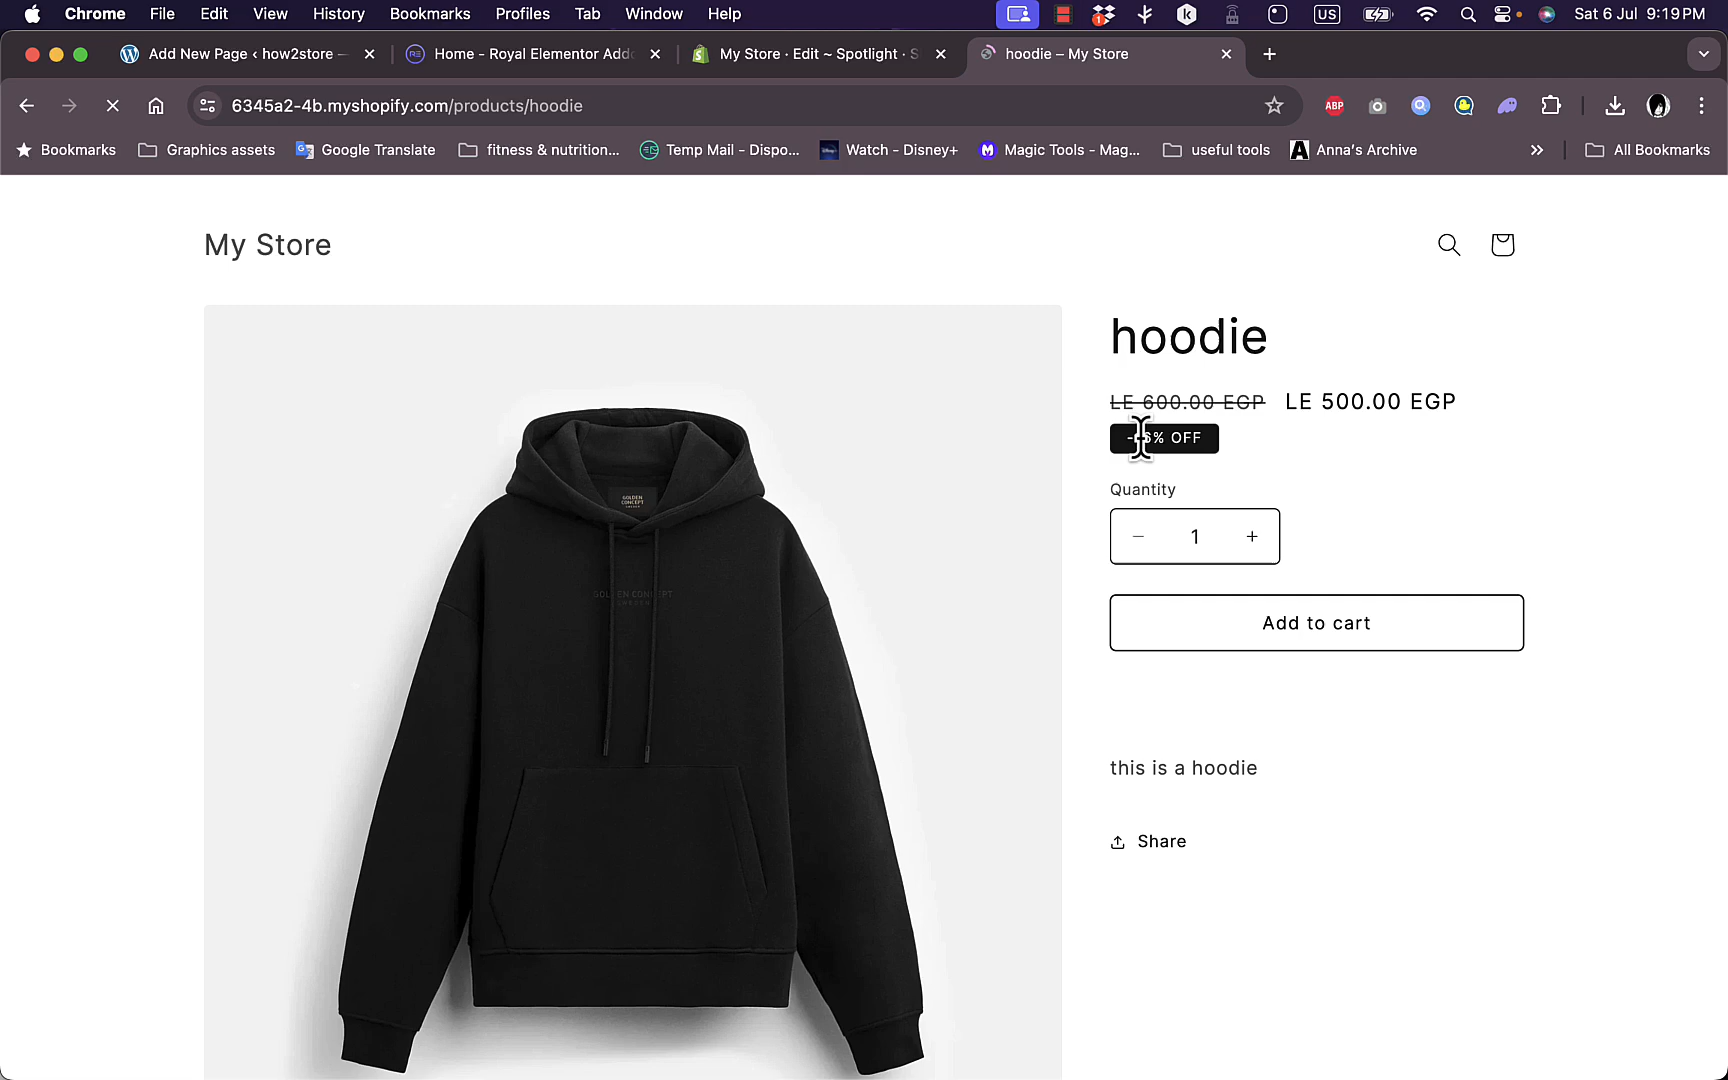 Chrome File Edit View History Bookmarks Profiles Tab Window Help US Sat 6 Jul 9:19 PM
Add New Page ‹ how2store — Home - Royal Elementor Add My Store · Edit ~ Spotlight · S hoodie – My Store
6345a2-4b.myshopify.com/products/hoodie ABP
Bookmarks Graphics assets Google Translate fitness & nutrition... Temp Mail - Dispo... Watch - Disney+ Magic Tools - Mag... useful tools Anna's Archive » All Bookmarks
My Store
hoodie
LE 600.00 EGP LE 500.00 EGP
% OFF
Quantity
− 1 +
Add to cart
this is a hoodie
Share
GOLDEN
CONCEPT